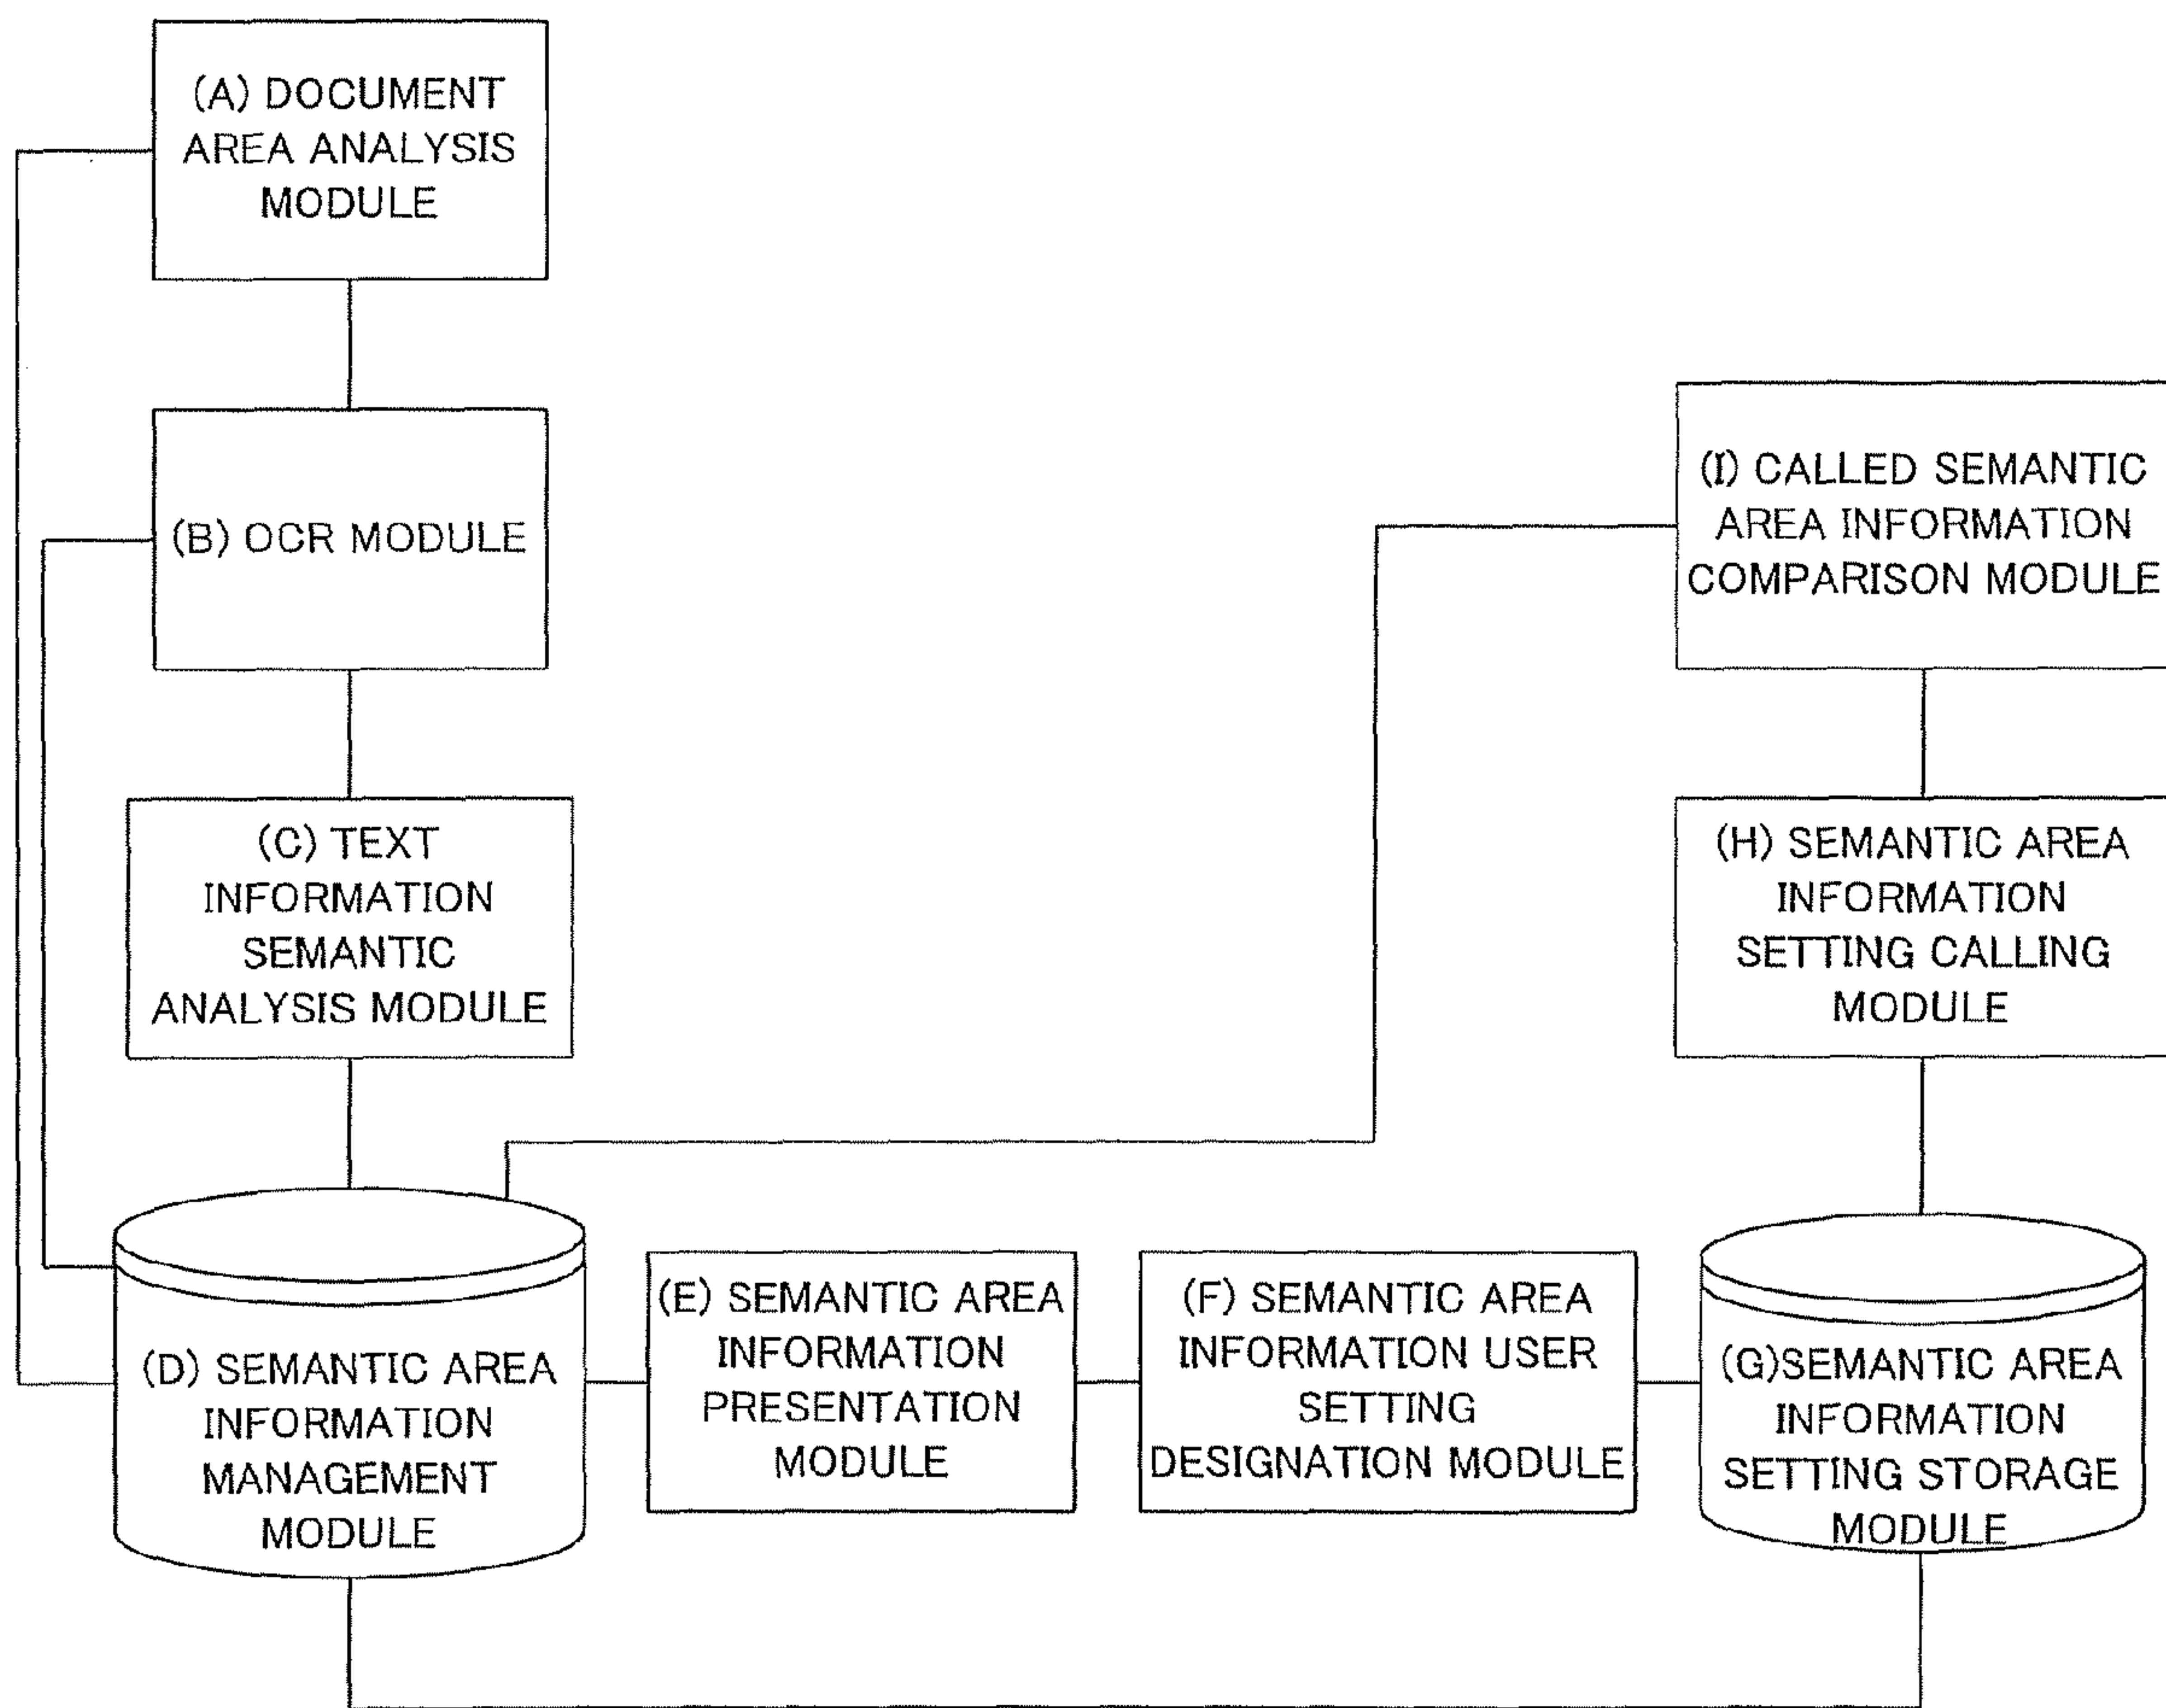 (A) DOCUMENT
AREA ANALYSIS
MODULE
(B) OCR MODULE
(C) TEXT
INFORMATION
SEMANTIC
ANALYSIS MODULE
(D) SEMANTIC AREA
INFORMATION
MANAGEMENT
MODULE
(E) SEMANTIC AREA
INFORMATION
PRESENTATION
MODULE
(F) SEMANTIC AREA
INFORMATION USER
SETTING
DESIGNATION MODULE
(G)SEMANTIC AREA
INFORMATION
SETTING STORAGE
MODULE
(H) SEMANTIC AREA
INFORMATION
SETTING CALLING
MODULE
(I) CALLED SEMANTIC
AREA INFORMATION
COMPARISON MODULE